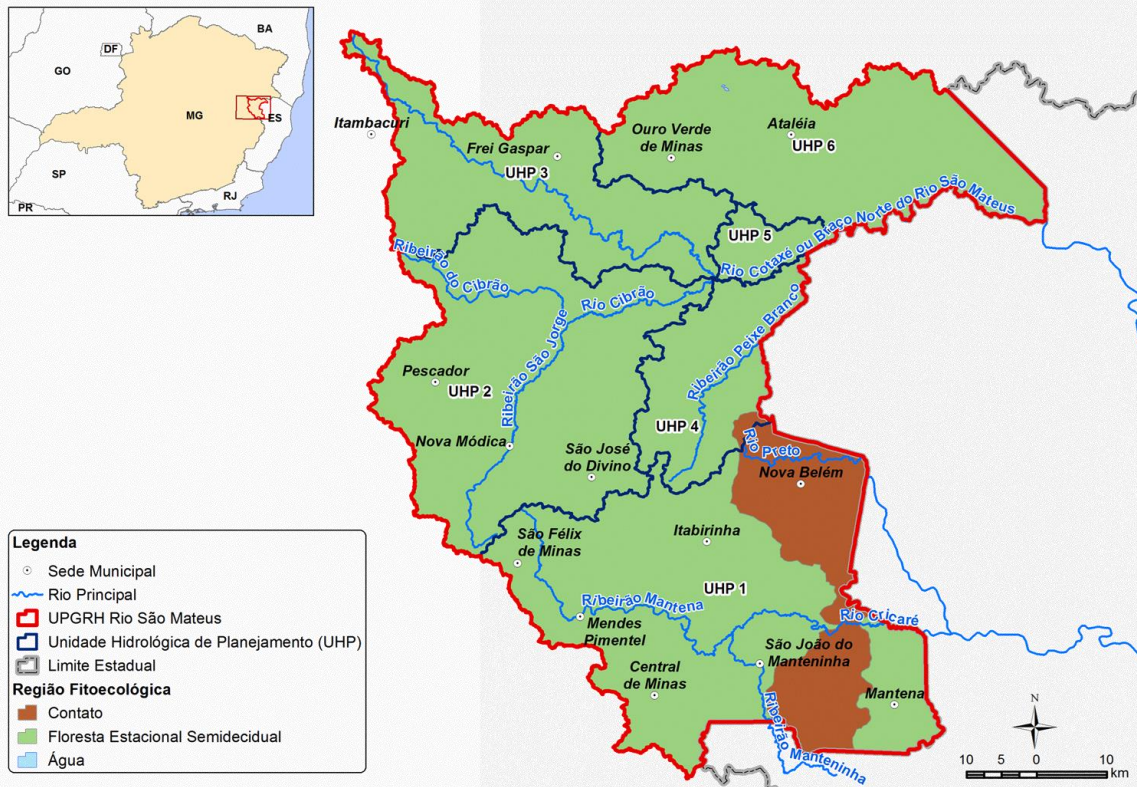 BA
DF
GO
MG
ES
SP
RJ
PR
Itambacuri
Frei Gaspar
UHP 3
Ouro Verde
de Minas
Ataléia
UHP 6
UHP 5
Rio Cotaxé ou Braço Norte do Rio São Mateus
Ribeirão do Cibrão
Rio Cibrão
Ribeirão São Jorge
Ribeirão Peixe Branco
Pescador
UHP 2
Nova Módica
São José
do Divino
UHP 4
Rio Preto
Nova Belém
São Félix
de Minas
Itabirinha
UHP 1
Ribeirão Mantena
Rio Cricaré
Mendes
Pimentel
São João do
Manteninha
Central
de Minas
Mantena
Ribeirão Manteninha
Legenda
Sede Municipal
Rio Principal
UPGRH Rio São Mateus
Unidade Hidrológica de Planejamento (UHP)
Limite Estadual
Região Fitoecológica
Contato
Floresta Estacional Semidecidual
Água
N
10 5 0 10
km